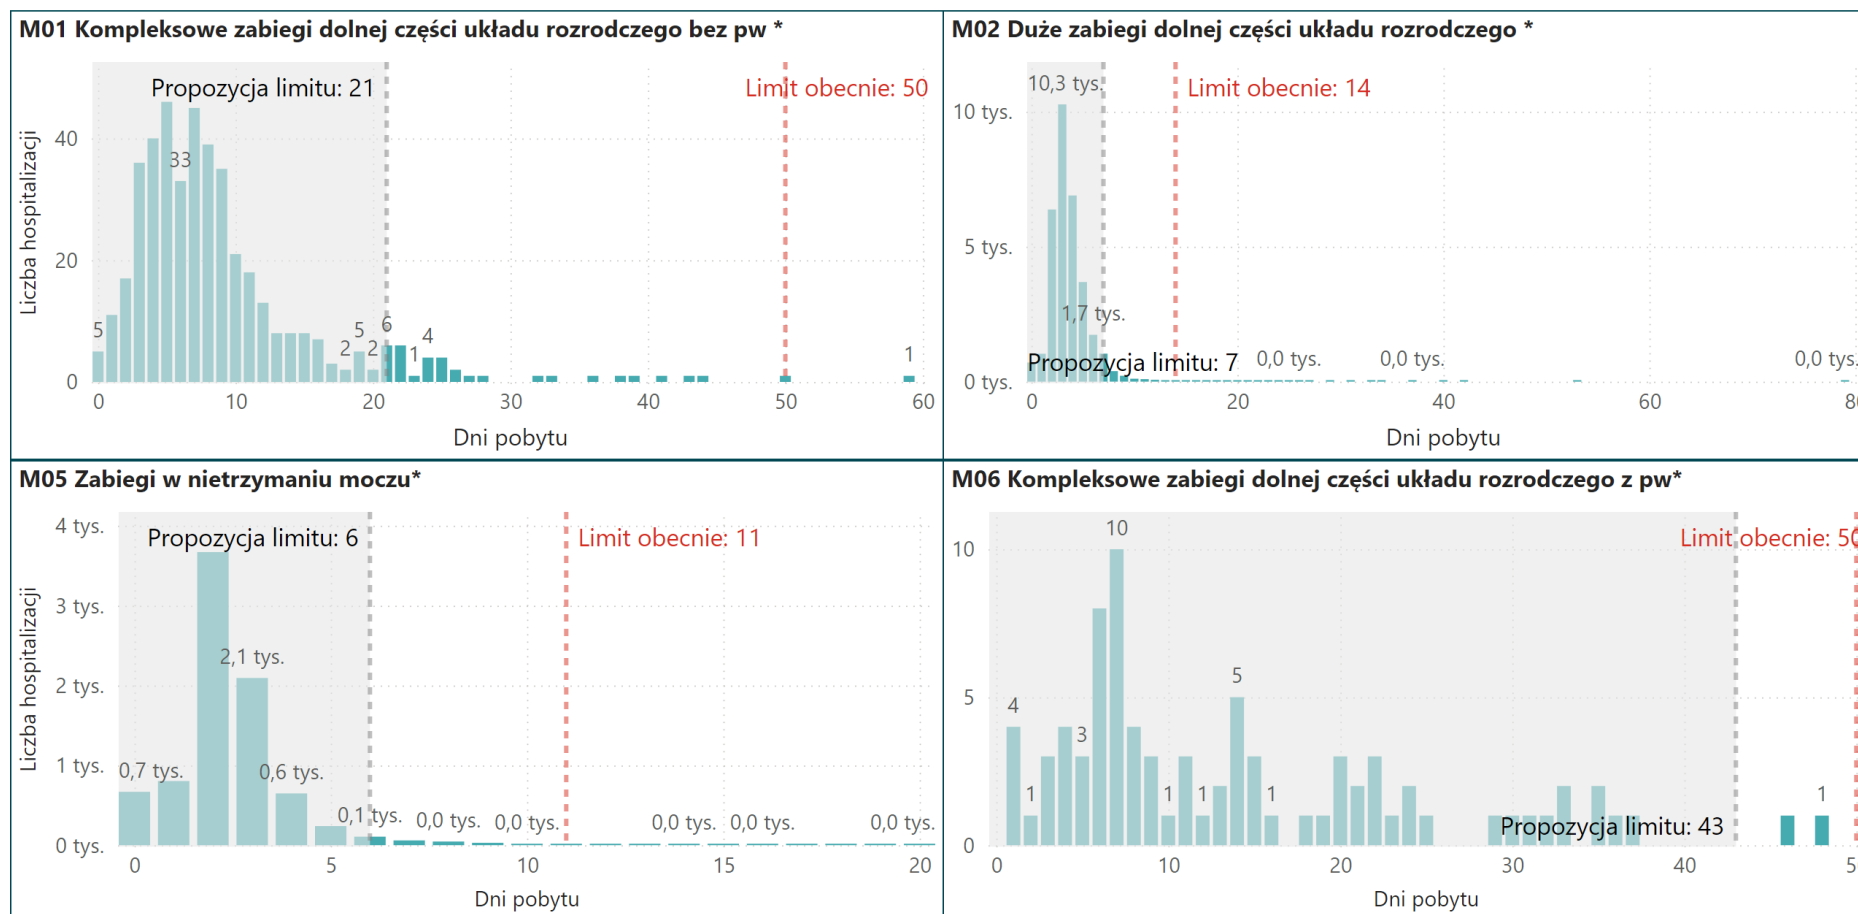 M01 Kompleksowe zabiegi dolnej części układu rozrodczego bez pw *
Propozycja limitu: 21
Limit obecnie: 50
Liczba hospitalizacji
40
20
0
5
33
2
5
2
6
1
4
1
0 10 20 30 40 50 60
Dni pobytu
M02 Duże zabiegi dolnej części układu rozrodczego *
10,3 tys.
Limit obecnie: 14
10 tys.
5 tys.
0 tys.
1,7 tys.
Propozycja limitu: 7
0,0 tys. 0,0 tys. 0,0 tys.
0 20 40 60
Dni pobytu
M05 Zabiegi w nietrzymaniu moczu*
Propozycja limitu: 6
Limit obecnie: 11
Liczba hospitalizacji
4 tys.
3 tys.
2 tys.
1 tys.
0 tys.
0,7 tys.
2,1 tys.
0,6 tys.
0,1 tys.
0,0 tys. 0,0 tys. 0,0 tys. 0,0 tys. 0,0 tys.
0 5 10 15 20
Dni pobytu
M06 Kompleksowe zabiegi dolnej części układu rozrodczego z pw*
Limit obecnie: 50
10
5
0
4
1
3
10
1
1
5
1
1
Propozycja limitu: 43
0 10 20 30 40
Dni pobytu